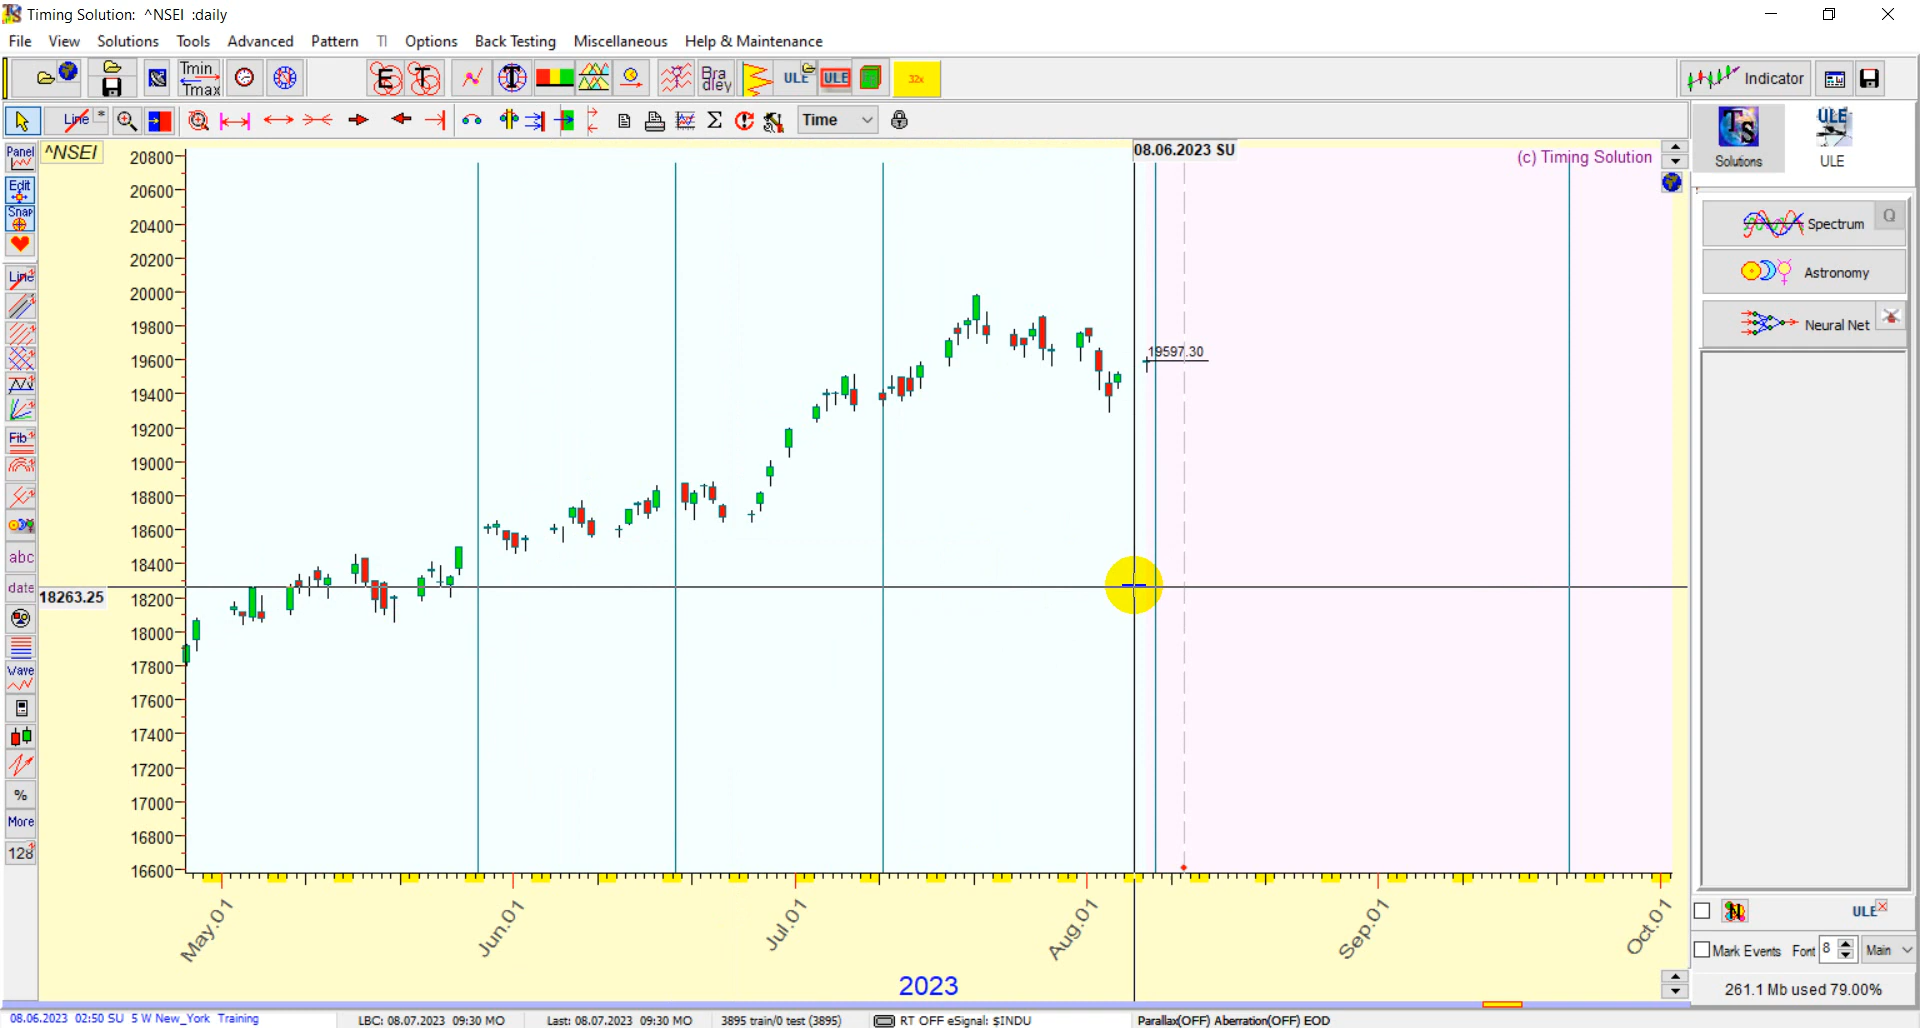 Timing Solution: ^NSEI :daily
File View Solutions Tools Advanced Pattern TI Options Back Testing Miscellaneous Help & Maintenance
Tmin Tmax E T T Bra dley ULE ULE 32x Indicator
Line * Time
Panel ^NSEI 08.06.2023 SU (c) Timing Solution TS ULE
Solutions ULE
Edit
Snap
Line
Fib
abc
date
Wave
%
More
128
20800
20600
20400
20200
20000
19800
19600
19400
19200
19000
18800
18600
18400
18200
18000
17800
17600
17400
17200
17000
16800
16600
19597.30
18263.25
Spectrum Q
Astronomy
Neural Net
May.01 Jun.01 Jul.01 Aug.01 Sep.01 Oct.01
2023
N ULE
Mark Events Font 8 Main
261.1 Mb used 79.00%
08.06.2023 02:50 SU 5 W New_York Training LBC: 08.07.2023 09:30 MO Last: 08.07.2023 09:30 MO 3895 train/0 test (3895) RT OFF eSignal: $INDU Parallax(OFF) Aberration(OFF) EOD